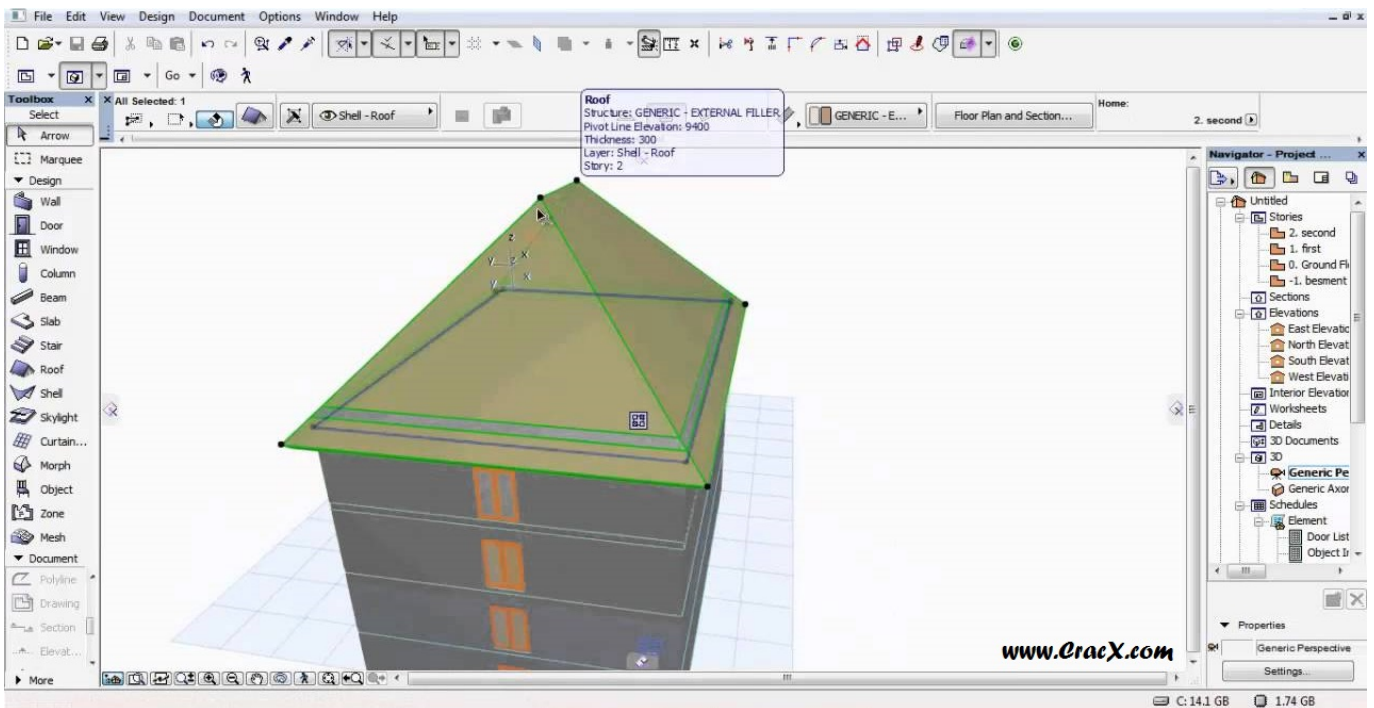 File Edit View Design Document Options Window Help
Go
Toolbox
Select
Arrow
Marquee
Design
Wall
Door
Window
Column
Beam
Slab
Stair
Roof
Shell
Skylight
Curtain...
Morph
Object
Zone
Mesh
Document
Polyline
Drawing
Section
Elevat...
More
All Selected: 1
Shell - Roof
GENERIC - E...
Floor Plan and Section...
Home:
2. second
Roof
Structure: GENERIC - EXTERNAL FILLER
Pivot Line Elevation: 9400
Thickness: 300
Layer: Shell - Roof
Story: 2
z
y z x
x
y
www.CracX.com
Navigator - Project ...
Untitled
Stories
2. second
1. first
0. Ground Fl
-1. besment
Sections
Elevations
East Elevatic
North Elevat
South Elevat
West Elevati
Interior Elevation
Worksheets
Details
3D Documents
3D
Generic Pe
Generic Axor
Schedules
Element
Door List
Object Ir
Properties
Generic Perspective
Settings...
C: 14.1 GB 1.74 GB